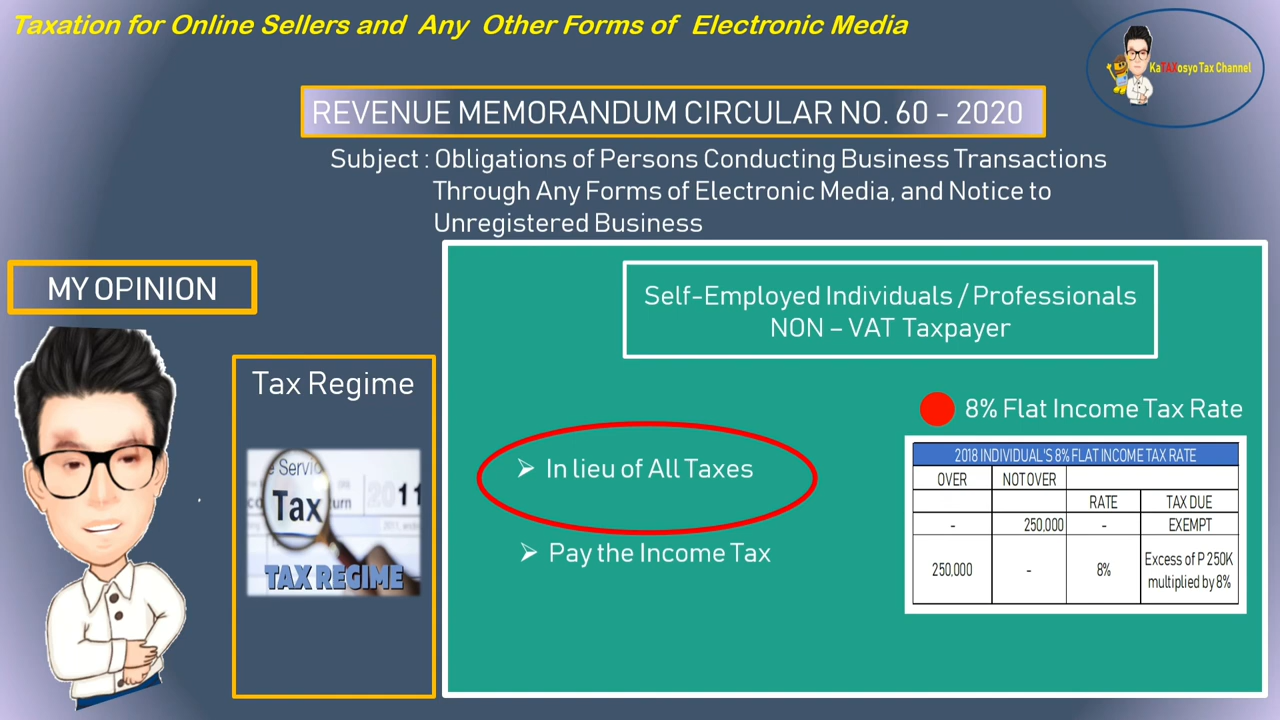 Taxation for Online Sellers and Any Other Forms of Electronic Media
KaTAXosyo Tax Channel
REVENUE MEMORANDUM CIRCULAR NO. 60 - 2020
Subject : Obligations of Persons Conducting Business Transactions
Through Any Forms of Electronic Media, and Notice to
Unregistered Business
MY OPINION
Self-Employed Individuals / Professionals
NON – VAT Taxpayer
Tax Regime
Tax
2011
TAX REGIME
➢ In lieu of All Taxes
➢ Pay the Income Tax
8% Flat Income Tax Rate
2018 INDIVIDUAL'S 8% FLAT INCOME TAX RATE
OVER NOT OVER
RATE TAX DUE
- 250,000 - EXEMPT
250,000 - 8% Excess of P 250K
multiplied by 8%